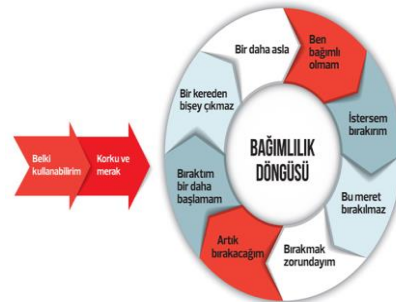 Belki
kullanabilirim
Korku ve
merak
BAĞIMLILIK
DÖNGÜSÜ
Ben
bağımlı
olmam
İstersem
bırakırım
Bu meret
bırakılmaz
Bırakmak
zorundayım
Artık
bırakacağım
Bıraktım
bir daha
başlamam
Bir kereden
bişey çıkmaz
Bir daha asla